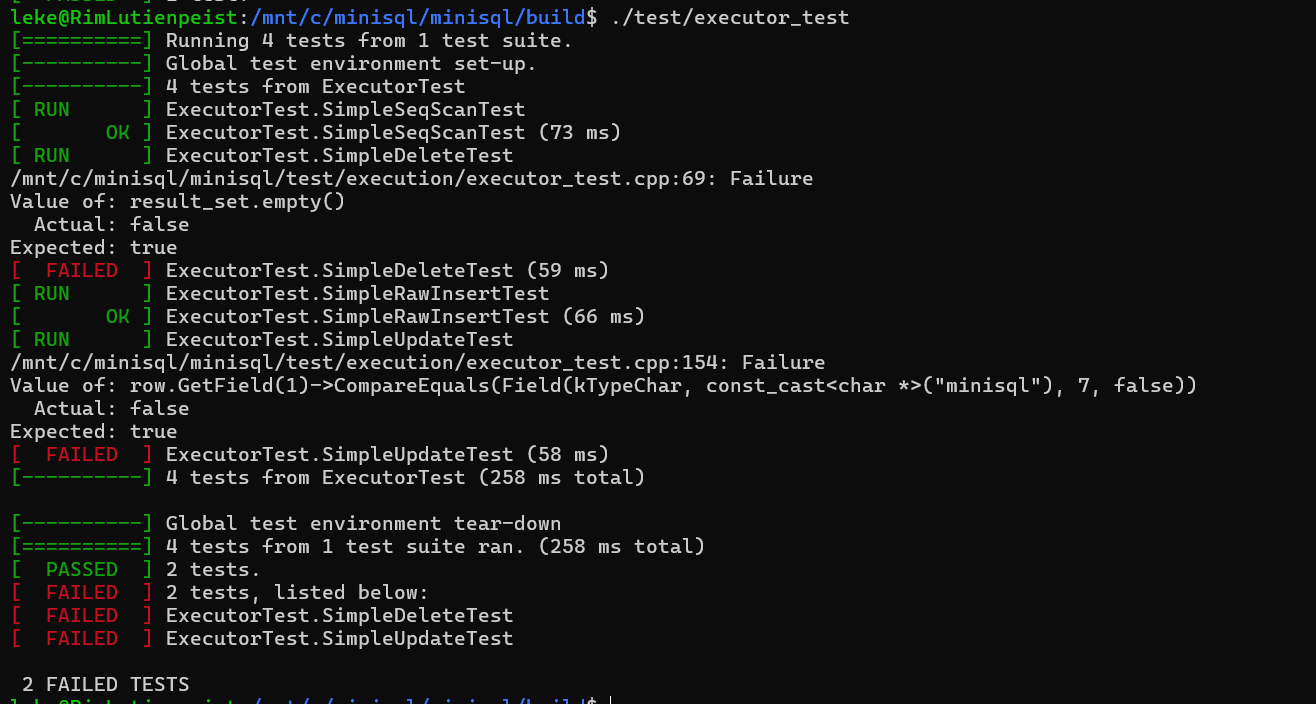 leke@RimLutienpeist:/mnt/c/minisql/minisql/build$ ./test/executor_test
[==========] Running 4 tests from 1 test suite.
[----------] Global test environment set-up.
[----------] 4 tests from ExecutorTest
[ RUN      ] ExecutorTest.SimpleSeqScanTest
[       OK ] ExecutorTest.SimpleSeqScanTest (73 ms)
[ RUN      ] ExecutorTest.SimpleDeleteTest
/mnt/c/minisql/minisql/test/execution/executor_test.cpp:69: Failure
Value of: result_set.empty()
  Actual: false
Expected: true
[  FAILED  ] ExecutorTest.SimpleDeleteTest (59 ms)
[ RUN      ] ExecutorTest.SimpleRawInsertTest
[       OK ] ExecutorTest.SimpleRawInsertTest (66 ms)
[ RUN      ] ExecutorTest.SimpleUpdateTest
/mnt/c/minisql/minisql/test/execution/executor_test.cpp:154: Failure
Value of: row.GetField(1)->CompareEquals(Field(kTypeChar, const_cast<char *>("minisql"), 7, false))
  Actual: false
Expected: true
[  FAILED  ] ExecutorTest.SimpleUpdateTest (58 ms)
[----------] 4 tests from ExecutorTest (258 ms total)
[----------] Global test environment tear-down
[==========] 4 tests from 1 test suite ran. (258 ms total)
[  PASSED  ] 2 tests.
[  FAILED  ] 2 tests, listed below:
[  FAILED  ] ExecutorTest.SimpleDeleteTest
[  FAILED  ] ExecutorTest.SimpleUpdateTest
 2 FAILED TESTS